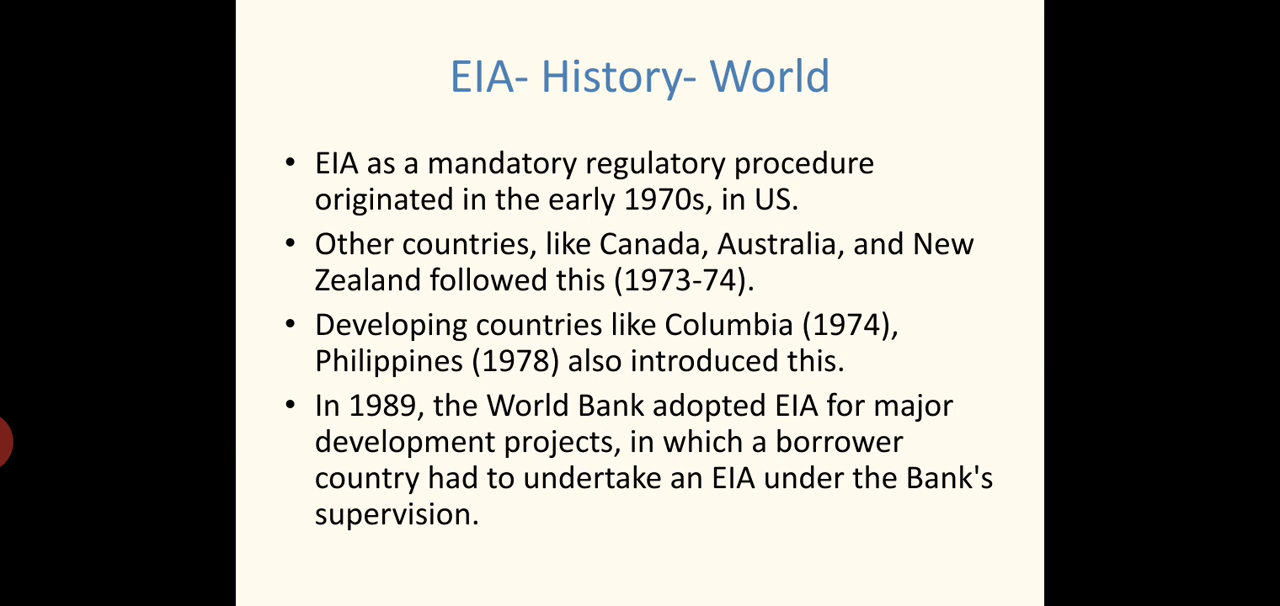 EIA- History- World
• EIA as a mandatory regulatory procedure
originated in the early 1970s, in US.
• Other countries, like Canada, Australia, and New
Zealand followed this (1973-74).
• Developing countries like Columbia (1974),
Philippines (1978) also introduced this.
• In 1989, the World Bank adopted EIA for major
development projects, in which a borrower
country had to undertake an EIA under the Bank's
supervision.